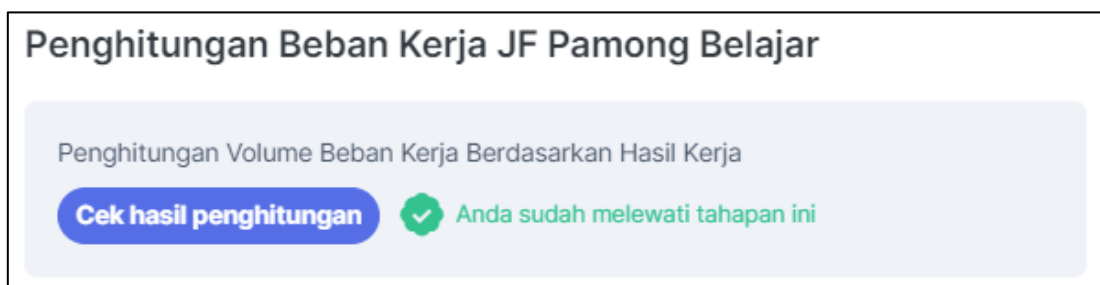 Penghitungan Beban Kerja JF Pamong Belajar
Penghitungan Volume Beban Kerja Berdasarkan Hasil Kerja
Cek hasil penghitungan Anda sudah melewati tahapan ini